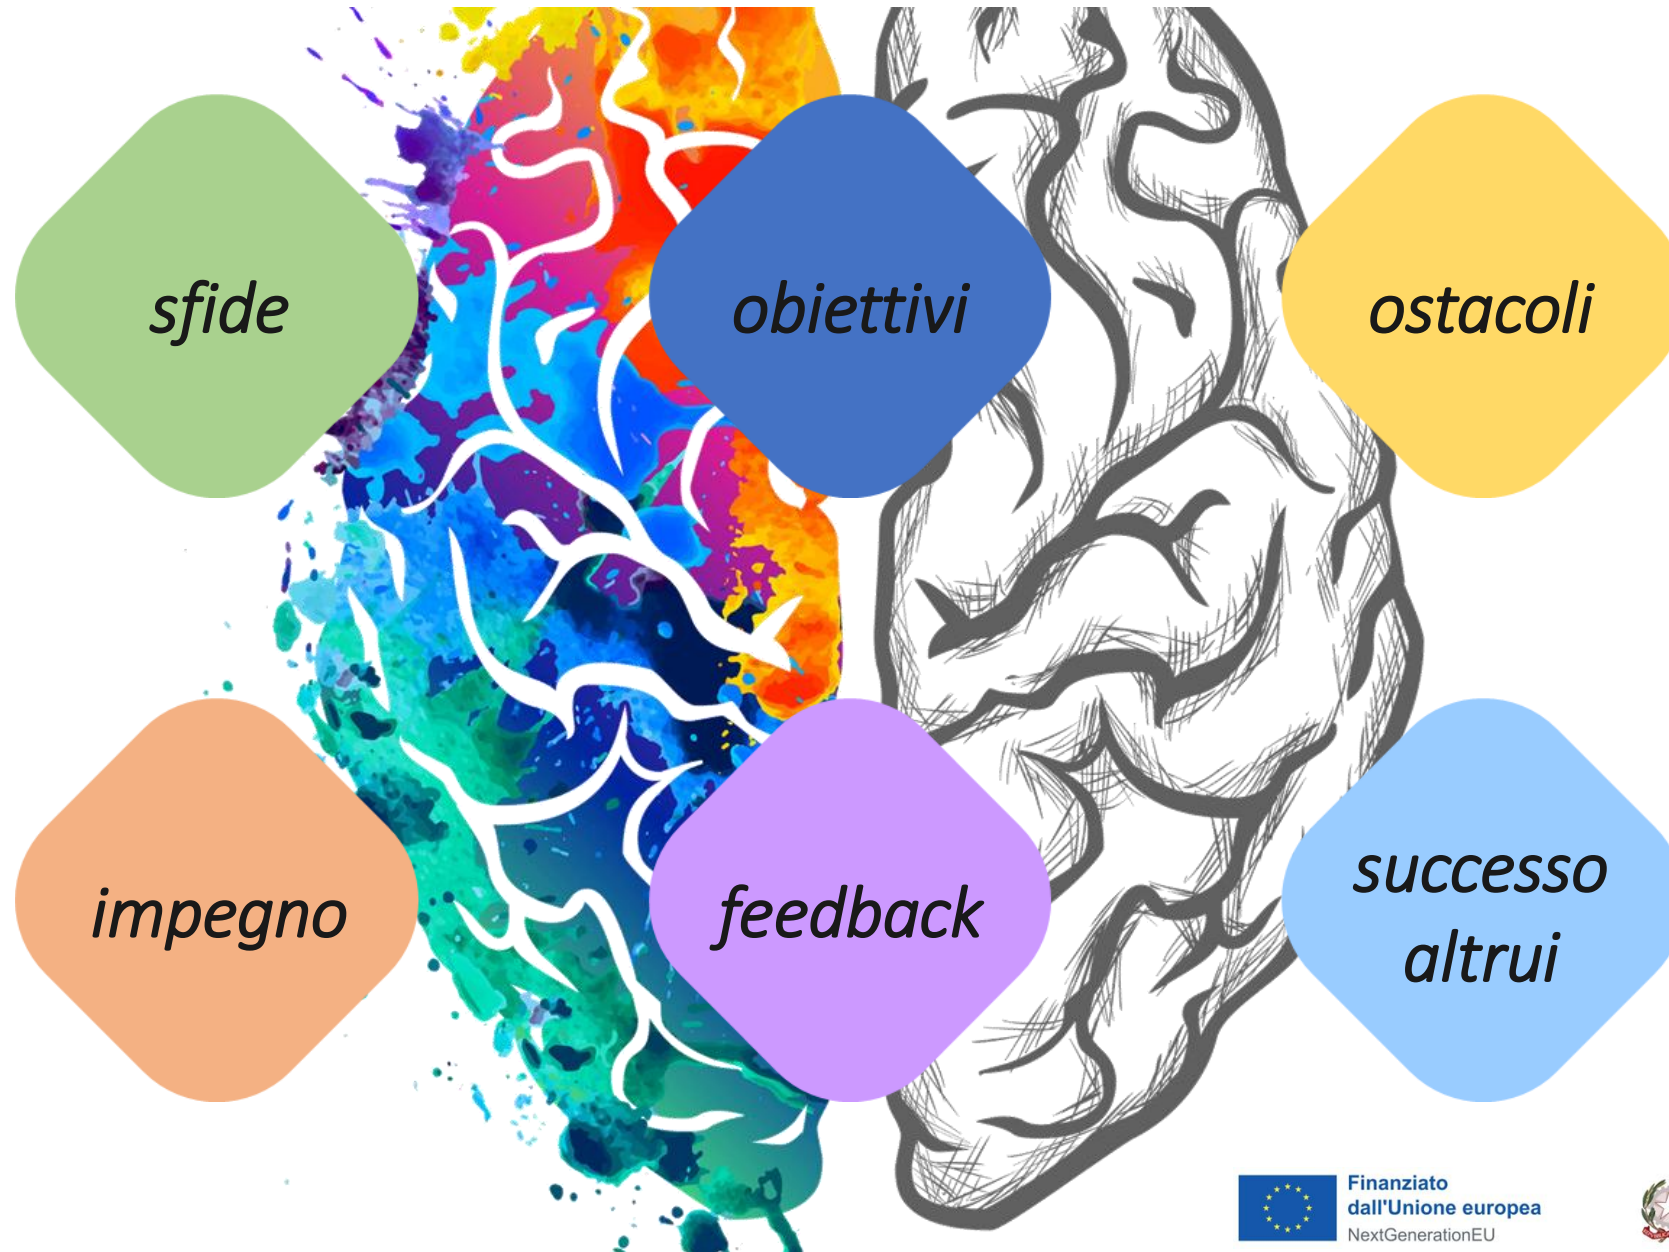 sfide
obiettivi
ostacoli
impegno
feedback
successo
altrui
Finanziato
dall'Unione europea
NextGenerationEU